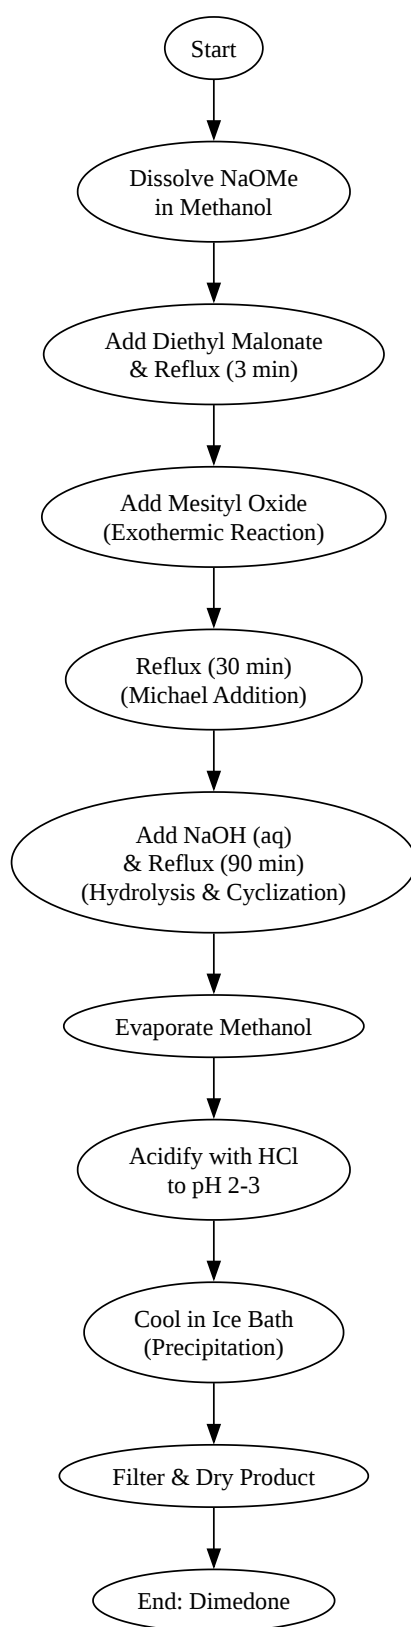 Start
Dissolve NaOMe
in Methanol
Add Diethyl Malonate
& Reflux (3 min)
Add Mesityl Oxide
(Exothermic Reaction)
Reflux (30 min)
(Michael Addition)
Add NaOH (aq)
& Reflux (90 min)
(Hydrolysis & Cyclization)
Evaporate Methanol
Acidify with HCl
to pH 2-3
Cool in Ice Bath
(Precipitation)
Filter & Dry Product
End: Dimedone